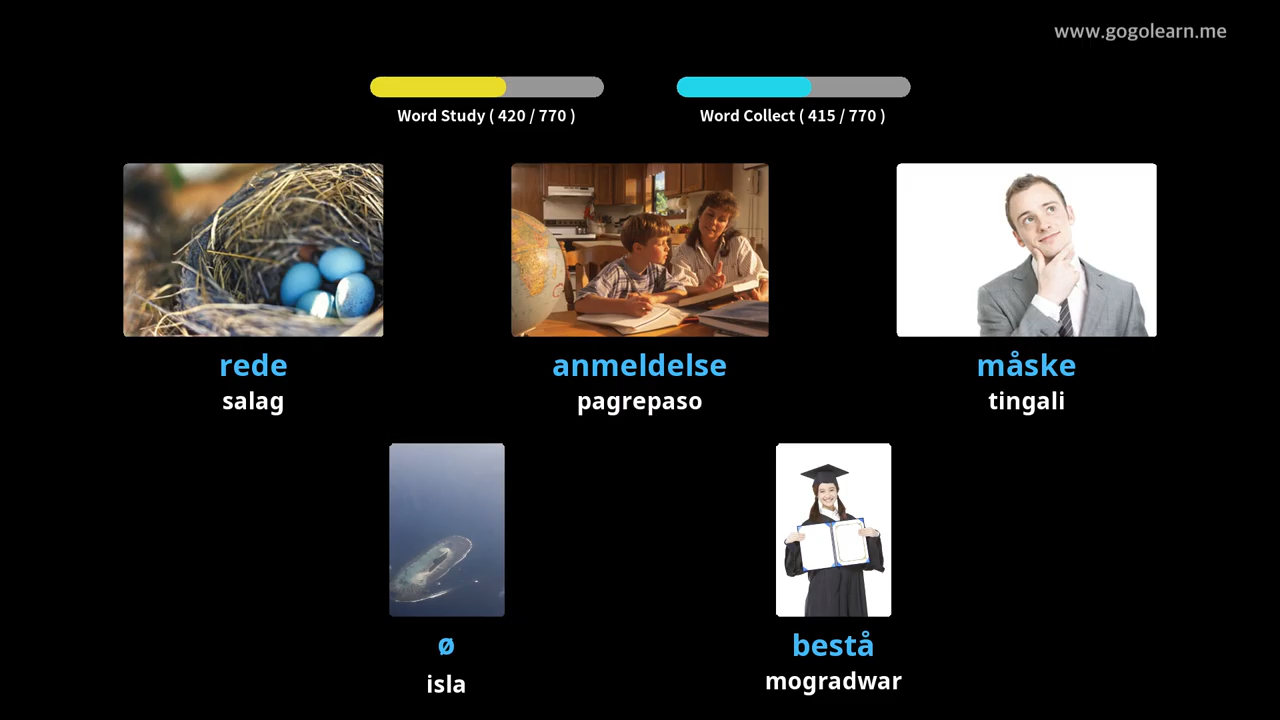 www.gogolearn.me
Word Study ( 420 / 770 )
Word Collect ( 415 / 770 )
rede
salag
anmeldelse
pagrepaso
måske
tingali
ø
isla
bestå
mogradwar